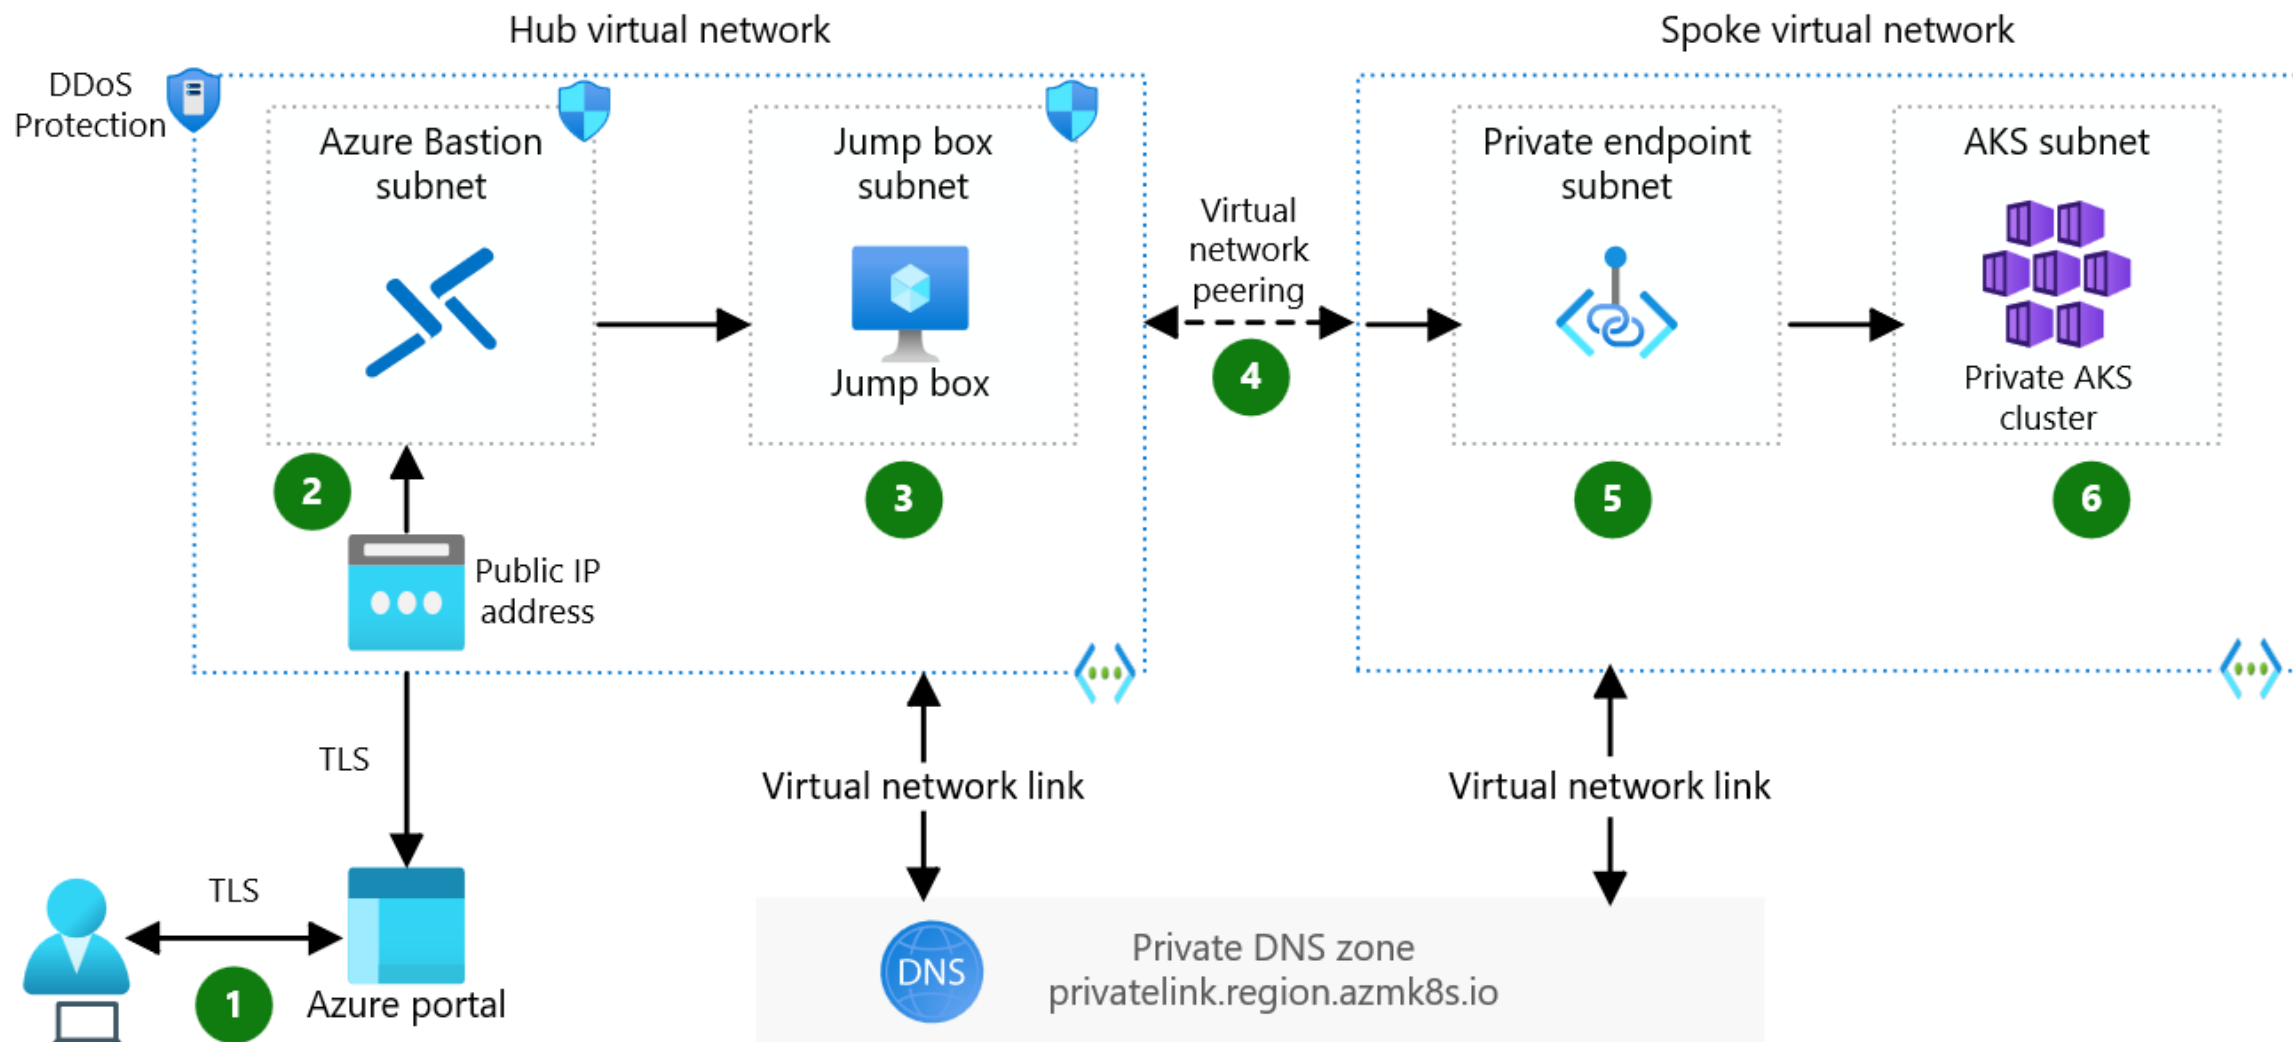 Hub virtual network
Spoke virtual network
DDoS
Protection
Azure Bastion
subnet
Jump box
subnet
Jump box
Virtual
network
peering
4
Private endpoint
subnet
AKS subnet
Private AKS
cluster
2
3
5
6
Public IP
address
TLS
Virtual network link
Virtual network link
TLS
1
Azure portal
DNS
Private DNS zone
privatelink.region.azmk8s.io